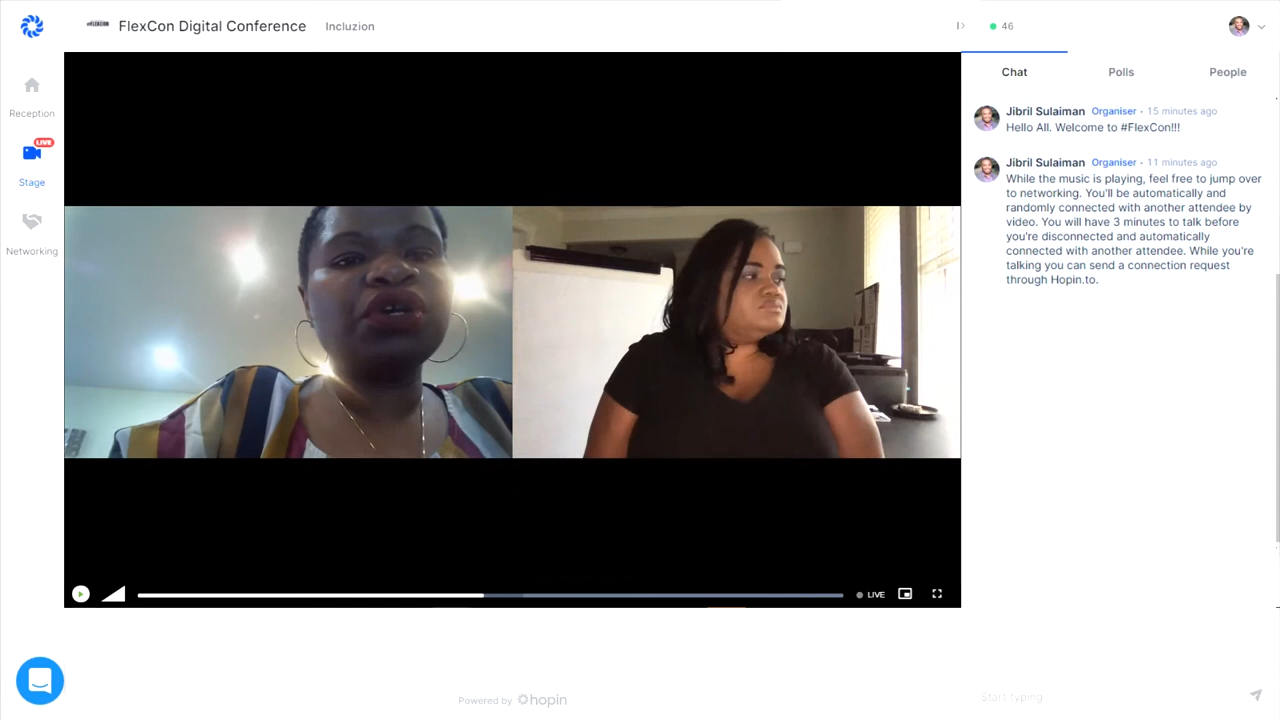 #FLEXCON
FlexCon Digital Conference
Incluzion
46
Reception
LIVE
Stage
Networking
Chat
Polls
People
Jibril Sulaiman Organiser • 15 minutes ago
Hello All. Welcome to #FlexCon!!!
Jibril Sulaiman Organiser • 11 minutes ago
While the music is playing, feel free to jump over
to networking. You'll be automatically and
randomly connected with another attendee by
video. You will have 3 minutes to talk before
you're disconnected and automatically
connected with another attendee. While you're
talking you can send a connection request
through Hopin.to.
LIVE
Powered by hopin
Start typing...